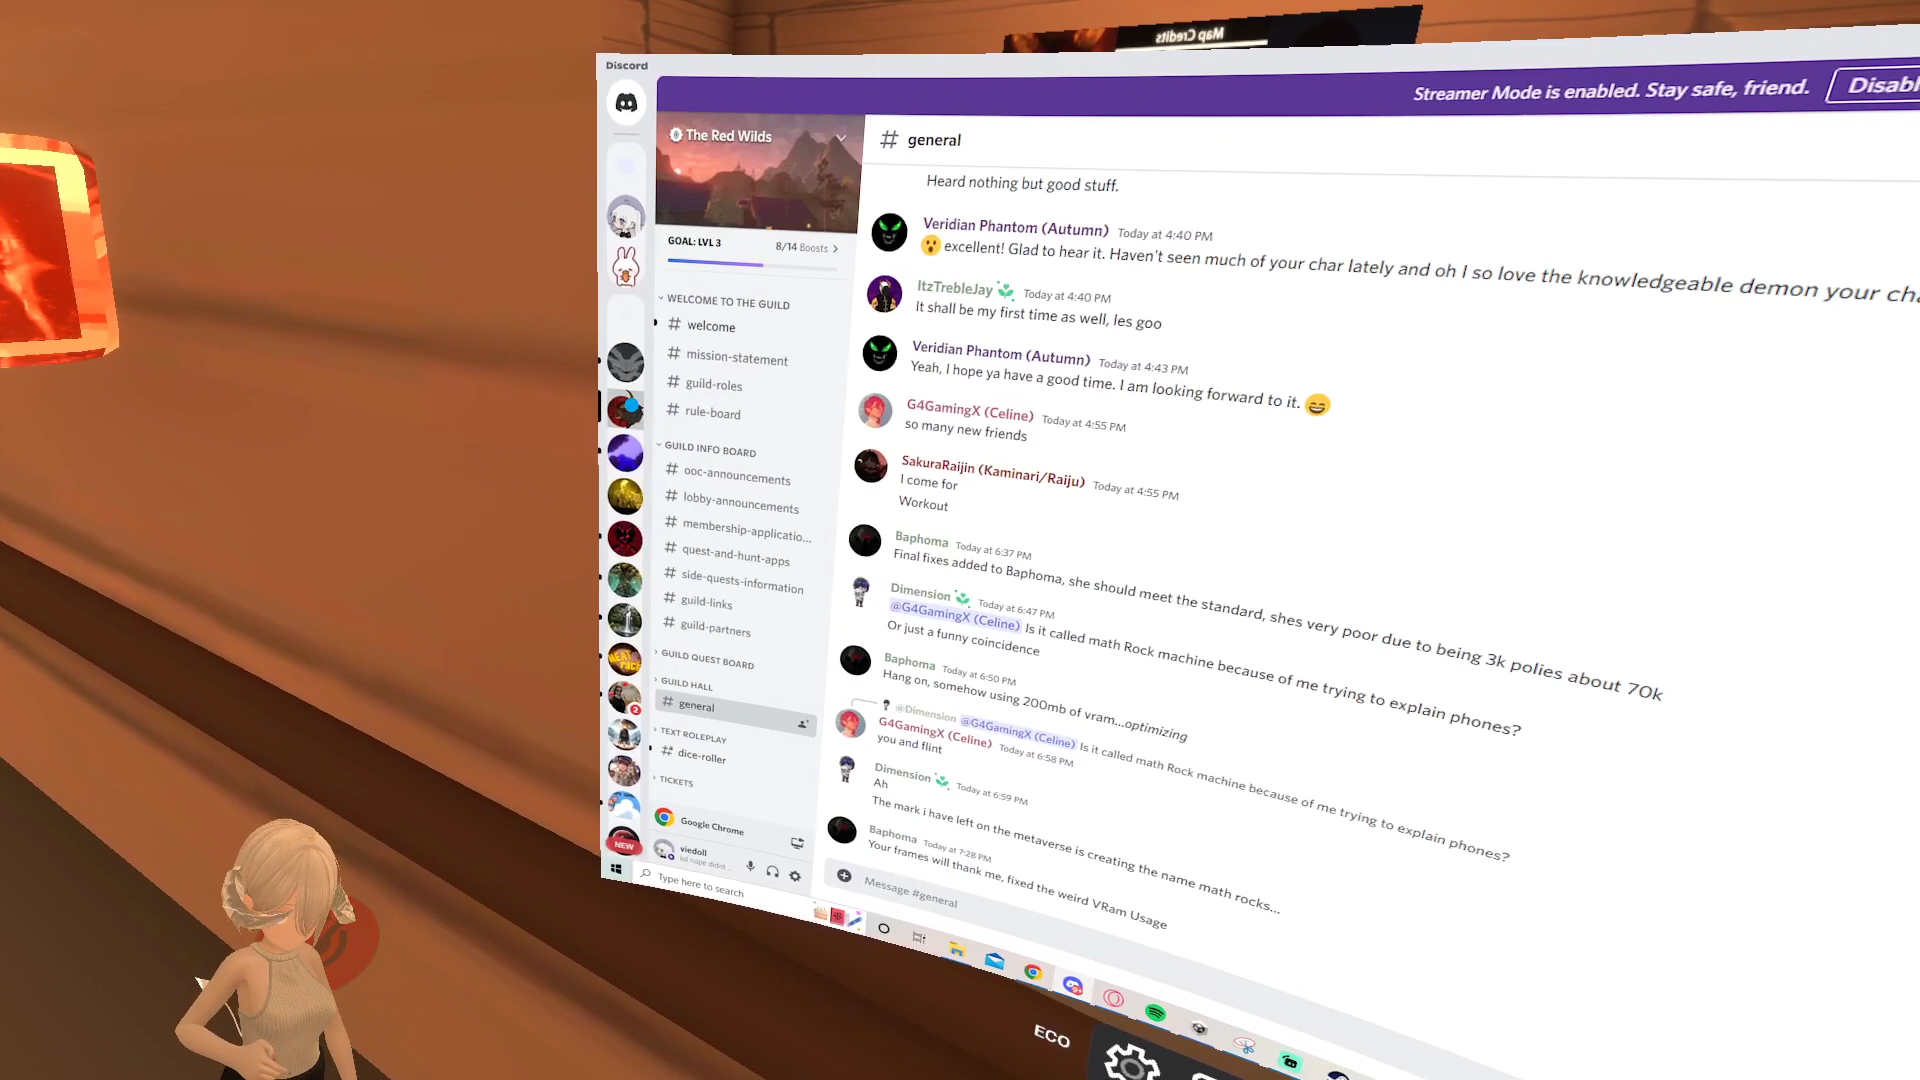 Map Credits
Discord
Streamer Mode is enabled. Stay safe, friend.
The Red Wilds
# general
GOAL: LVL 3
8/14 Boosts >
WELCOME TO THE GUILD
# welcome
# mission-statement
# guild-roles
# rule-board
GUILD INFO BOARD
# ooc-announcements
# lobby-announcements
# membership-applicatio...
# quest-and-hunt-apps
# side-quests-information
# guild-links
# guild-partners
GUILD QUEST BOARD
GUILD HALL
# general
TEXT ROLEPLAY
# dice-roller
TICKETS
Google Chrome
viedoll
lol nope didnt ...
NEW
2
Heard nothing but good stuff.
Veridian Phantom (Autumn) Today at 4:40 PM
excellent! Glad to hear it. Haven't seen much of your char lately and oh I so love the knowledgeable demon your
ItzTrebleJay Today at 4:40 PM
It shall be my first time as well, les goo
Veridian Phantom (Autumn) Today at 4:43 PM
Yeah, I hope ya have a good time. I am looking forward to it.
G4GamingX (Celine) Today at 4:55 PM
so many new friends
SakuraRaijin (Kaminari/Raiju) Today at 4:55 PM
I come for
Workout
Baphoma Today at 6:37 PM
Final fixes added to Baphoma, she should meet the standard, shes very poor due to being 3k polies about 70k
Dimension Today at 6:47 PM
@G4GamingX (Celine) Is it called math Rock machine because of me trying to explain phones?
Or just a funny coincidence
Baphoma Today at 6:50 PM
Hang on, somehow using 200mb of vram...optimizing
@Dimension @G4GamingX (Celine) Is it called math Rock machine because of me trying to explain phones?
G4GamingX (Celine) Today at 6:58 PM
you and flint
Dimension Today at 6:59 PM
Ah
The mark i have left on the metaverse is creating the name math rocks...
Baphoma Today at 7:28 PM
Your frames will thank me, fixed the weird VRam Usage
Message #general
Type here to search
ECO